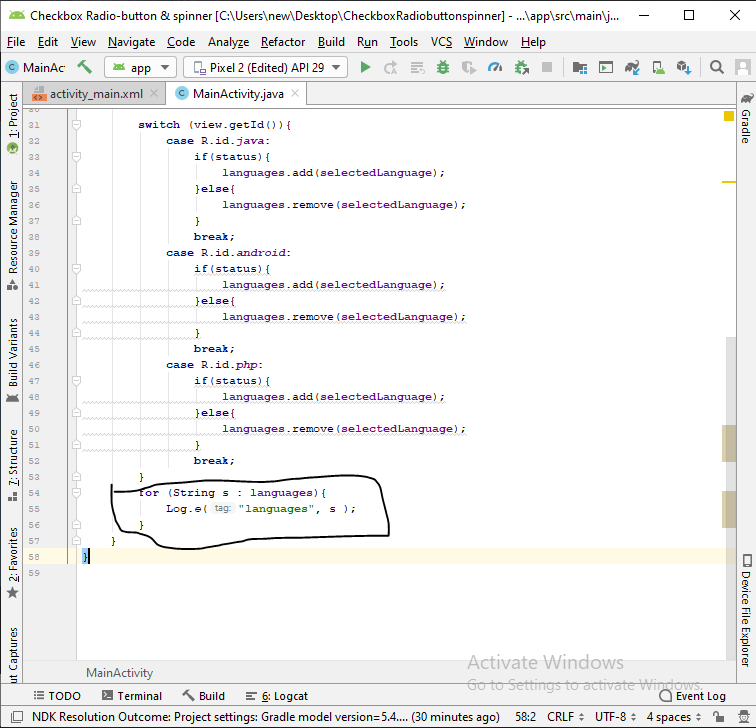 Checkbox Radio-button & spinner [C:\Users\new\Desktop\CheckboxRadiobuttonspinner] - ...\app\src\main\j...
File Edit View Navigate Code Analyze Refactor Build Run Tools VCS Window Help
MainAc app Pixel 2 (Edited) API 29
activity_main.xml MainActivity.java
1: Project
Resource Manager
Build Variants
7: Structure
2: Favorites
ut Captures
31 switch (view.getId()){
32 case R.id.java:
33 if(status){
34 languages.add(selectedLanguage);
35 }else{
36 languages.remove(selectedLanguage);
37 }
38 break;
39 case R.id.android:
40 if(status){
41 languages.add(selectedLanguage);
42 }else{
43 languages.remove(selectedLanguage);
44 }
45 break;
46 case R.id.php:
47 if(status){
48 languages.add(selectedLanguage);
49 }else{
50 languages.remove(selectedLanguage);
51 }
52 break;
53 }
54 for (String s : languages){
55 Log.e( tag: "languages", s );
56 }
57 }
58 }
59
Gradle
Device File Explorer
MainActivity
Activate Windows
Go to Settings to activate Windows.
TODO Terminal Build 6: Logcat Event Log
NDK Resolution Outcome: Project settings: Gradle model version=5.4.... (30 minutes ago) 58:2 CRLF UTF-8 4 spaces